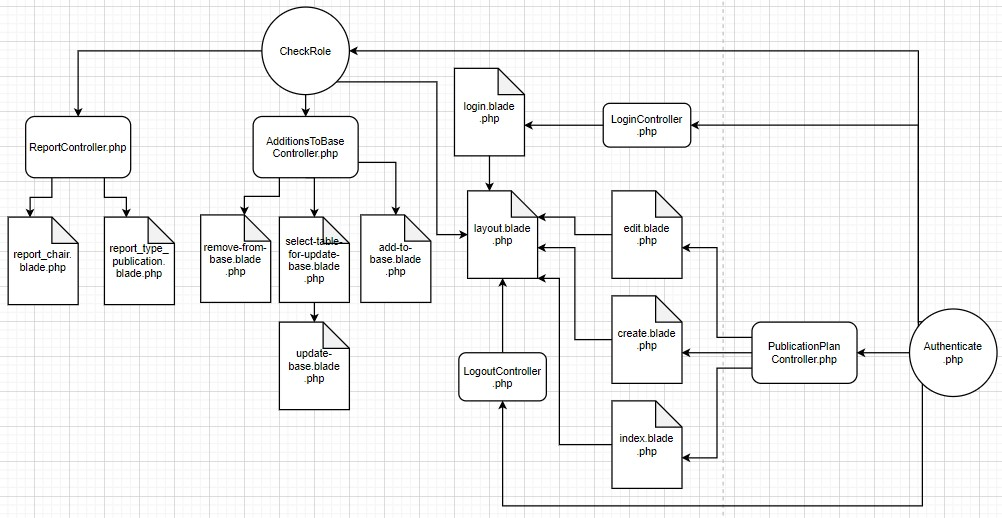 CheckRole
login.blade
.php
LoginController
.php
ReportController.php
AdditionsToBase
Controller.php
report_chair.
blade.php
report_type_
publication.
blade.php
remove-from-
base.blade
.php
select-table-
for-update-
base.blade.
php
add-to-
base.blade
.php
layout.blade
.php
edit.blade
.php
update-
base.blade.
php
create.blade
.php
LogoutController
.php
PublicationPlan
Controller.php
Authenticate
.php
index.blade
.php